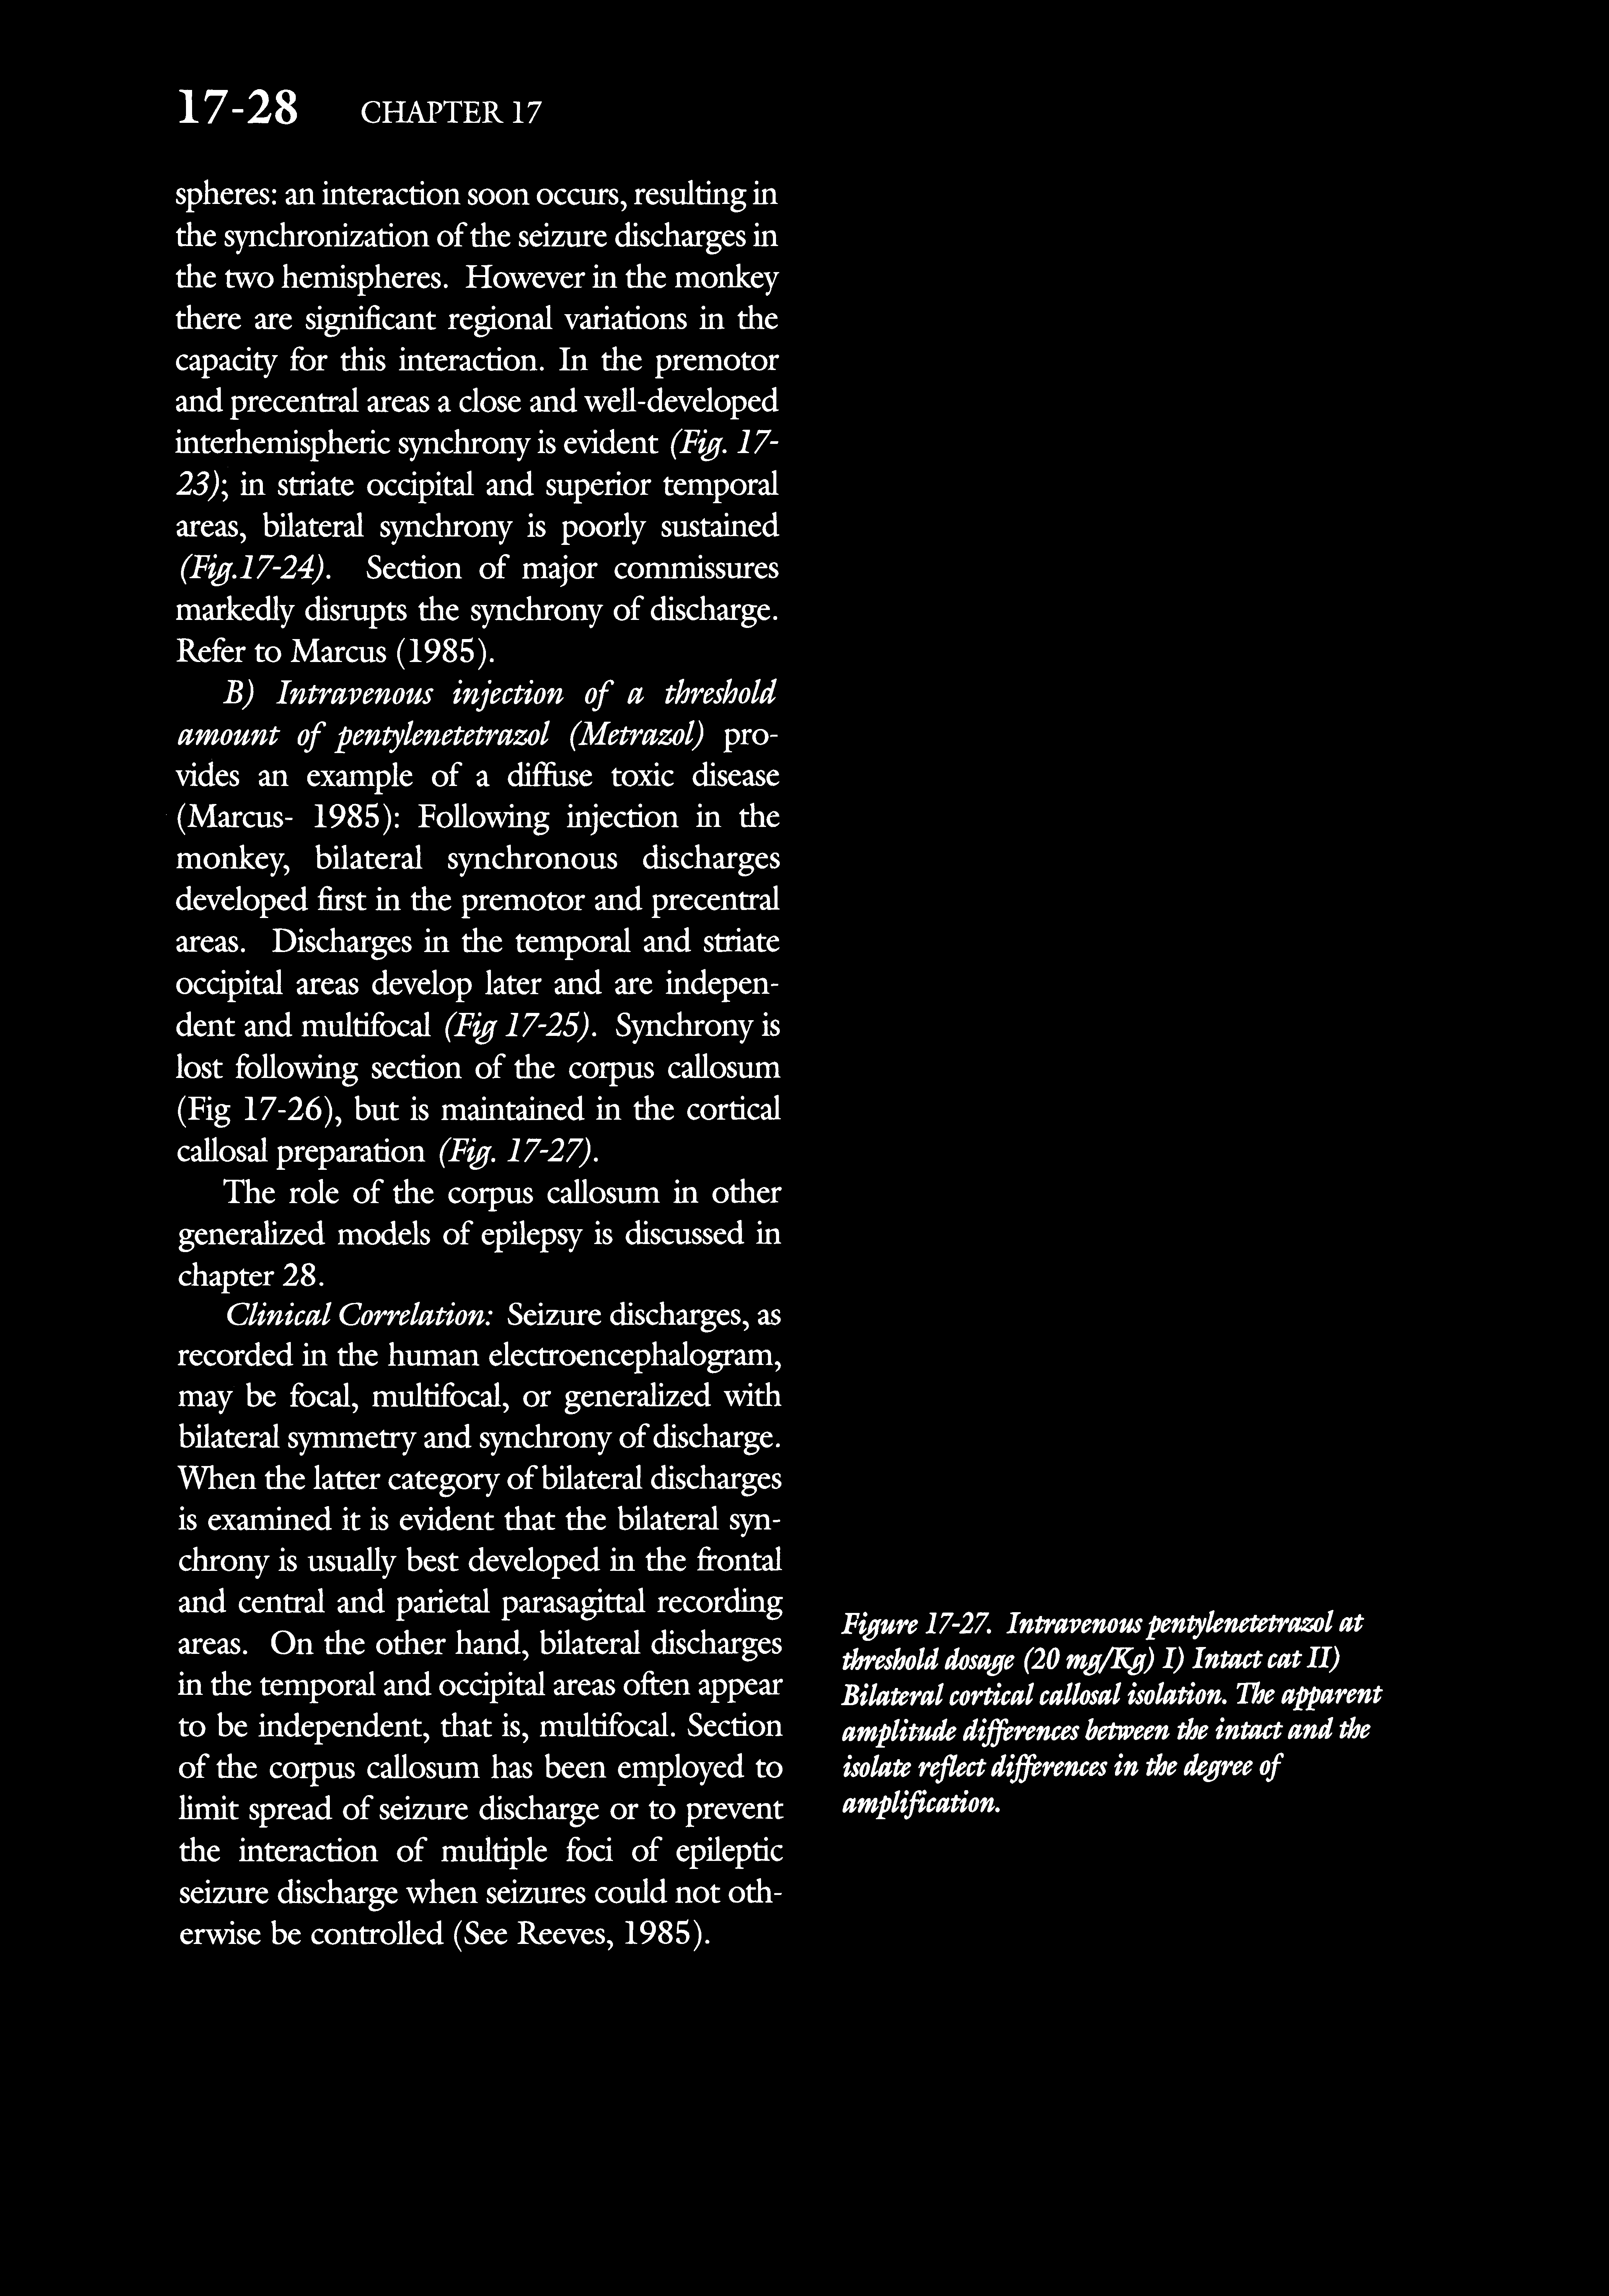 17-28 CHAPTER 17
spheres: an interaction soon occurs, resulting in
the synchronization of the seizure discharges in
the two hemispheres. However in the monkey
there are significant regional variations in the
capacity for this interaction. In the premotor
and precentral areas a close and well-developed
interhemispheric synchrony is evident (Fig. 17-
23); in striate occipital and superior temporal
areas, bilateral synchrony is poorly sustained
(Fig.17-24). Section of major commissures
markedly disrupts the synchrony of discharge.
Refer to Marcus (1985).
B) Intravenous injection of a threshold
amount of pentylenetetrazol (Metrazol) pro-
vides an example of a diffuse toxic disease
(Marcus- 1985): Following injection in the
monkey, bilateral synchronous discharges
developed first in the premotor and precentral
areas. Discharges in the temporal and striate
occipital areas develop later and are indepen-
dent and multifocal (Fig 17-25). Synchrony is
lost following section of the corpus callosum
(Fig 17-26), but is maintained in the cortical
callosal preparation (Fig. 17-27).
The role of the corpus callosum in other
generalized models of epilepsy is discussed in
chapter 28.
Clinical Correlation: Seizure discharges, as
recorded in the human electroencephalogram,
may be focal, multifocal, or generalized with
bilateral symmetry and synchrony of discharge.
When the latter category of bilateral discharges
is examined it is evident that the bilateral syn-
chrony is usually best developed in the frontal
and central and parietal parasagittal recording
areas. On the other hand, bilateral discharges
in the temporal and occipital areas often appear
to be independent, that is, multifocal. Section
of the corpus callosum has been employed to
limit spread of seizure discharge or to prevent
the interaction of multiple foci of epileptic
seizure discharge when seizures could not oth-
erwise be controlled (See Reeves, 1985).
Figure 17-27. Intravenous pentylenetetrazol at
threshold dosage (20 mg/Kg) I) Intact cat II)
Bilateral cortical callosal isolation. The apparent
amplitude differences between the intact and the
isolate reflect differences in the degree of
amplification.